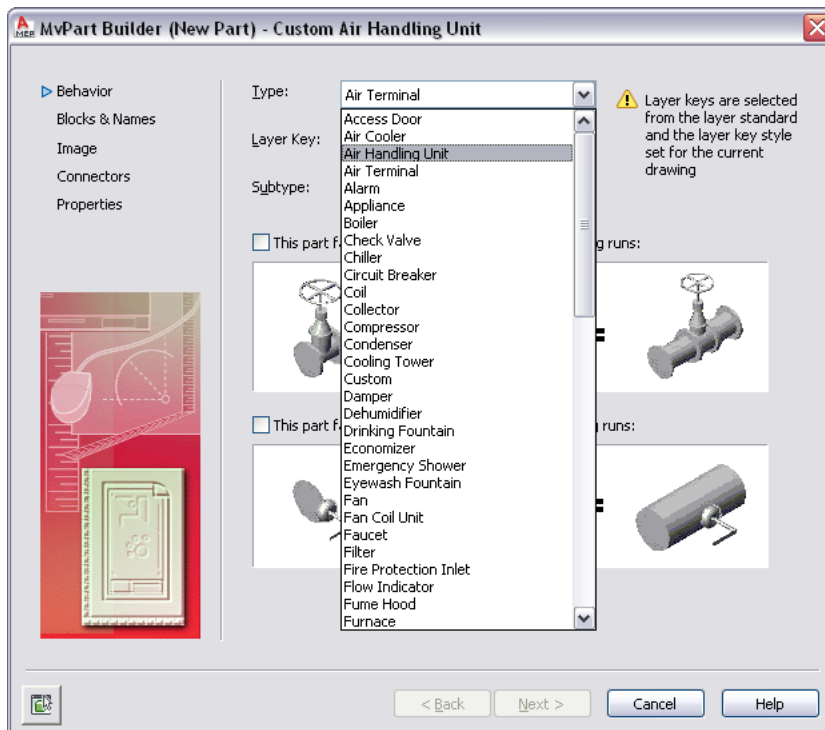 MvPart Builder (New Part) - Custom Air Handling Unit
Behavior
Blocks & Names
Image
Connectors
Properties
Type:
Air Terminal
Layer Key:
Subtype:
Layer keys are selected
from the layer standard
and the layer key style
set for the current
drawing
Access Door
Air Cooler
Air Handling Unit
Air Terminal
Alarm
Appliance
Boiler
Check Valve
Chiller
Circuit Breaker
Coil
Collector
Compressor
Condenser
Cooling Tower
Custom
Damper
Dehumidifier
Drinking Fountain
Economizer
Emergency Shower
Eyewash Fountain
Fan
Fan Coil Unit
Faucet
Filter
Fire Protection Inlet
Flow Indicator
Fume Hood
Furnace
This part f
g runs:
=
This part f
g runs:
=
< Back
Next >
Cancel
Help